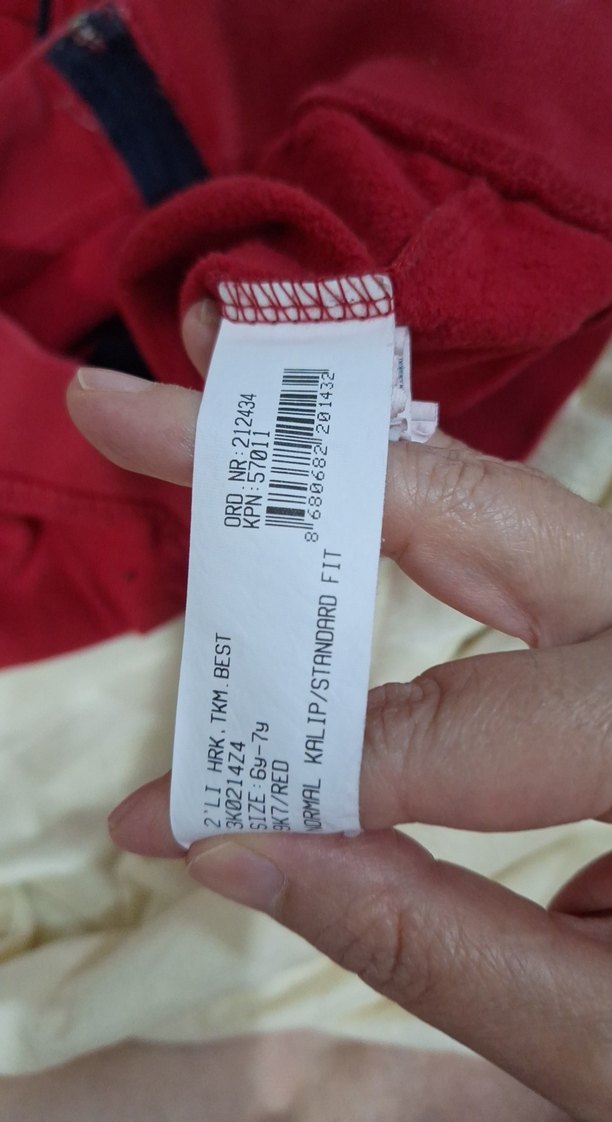 2'LI HRK.TKM.BEST
3K0214Z4
SIZE:6y-7y
9K7/RED
NORMAL KALIP/STANDARD FIT
ORD.NR:212434
KPN:57011
8 680682 201432